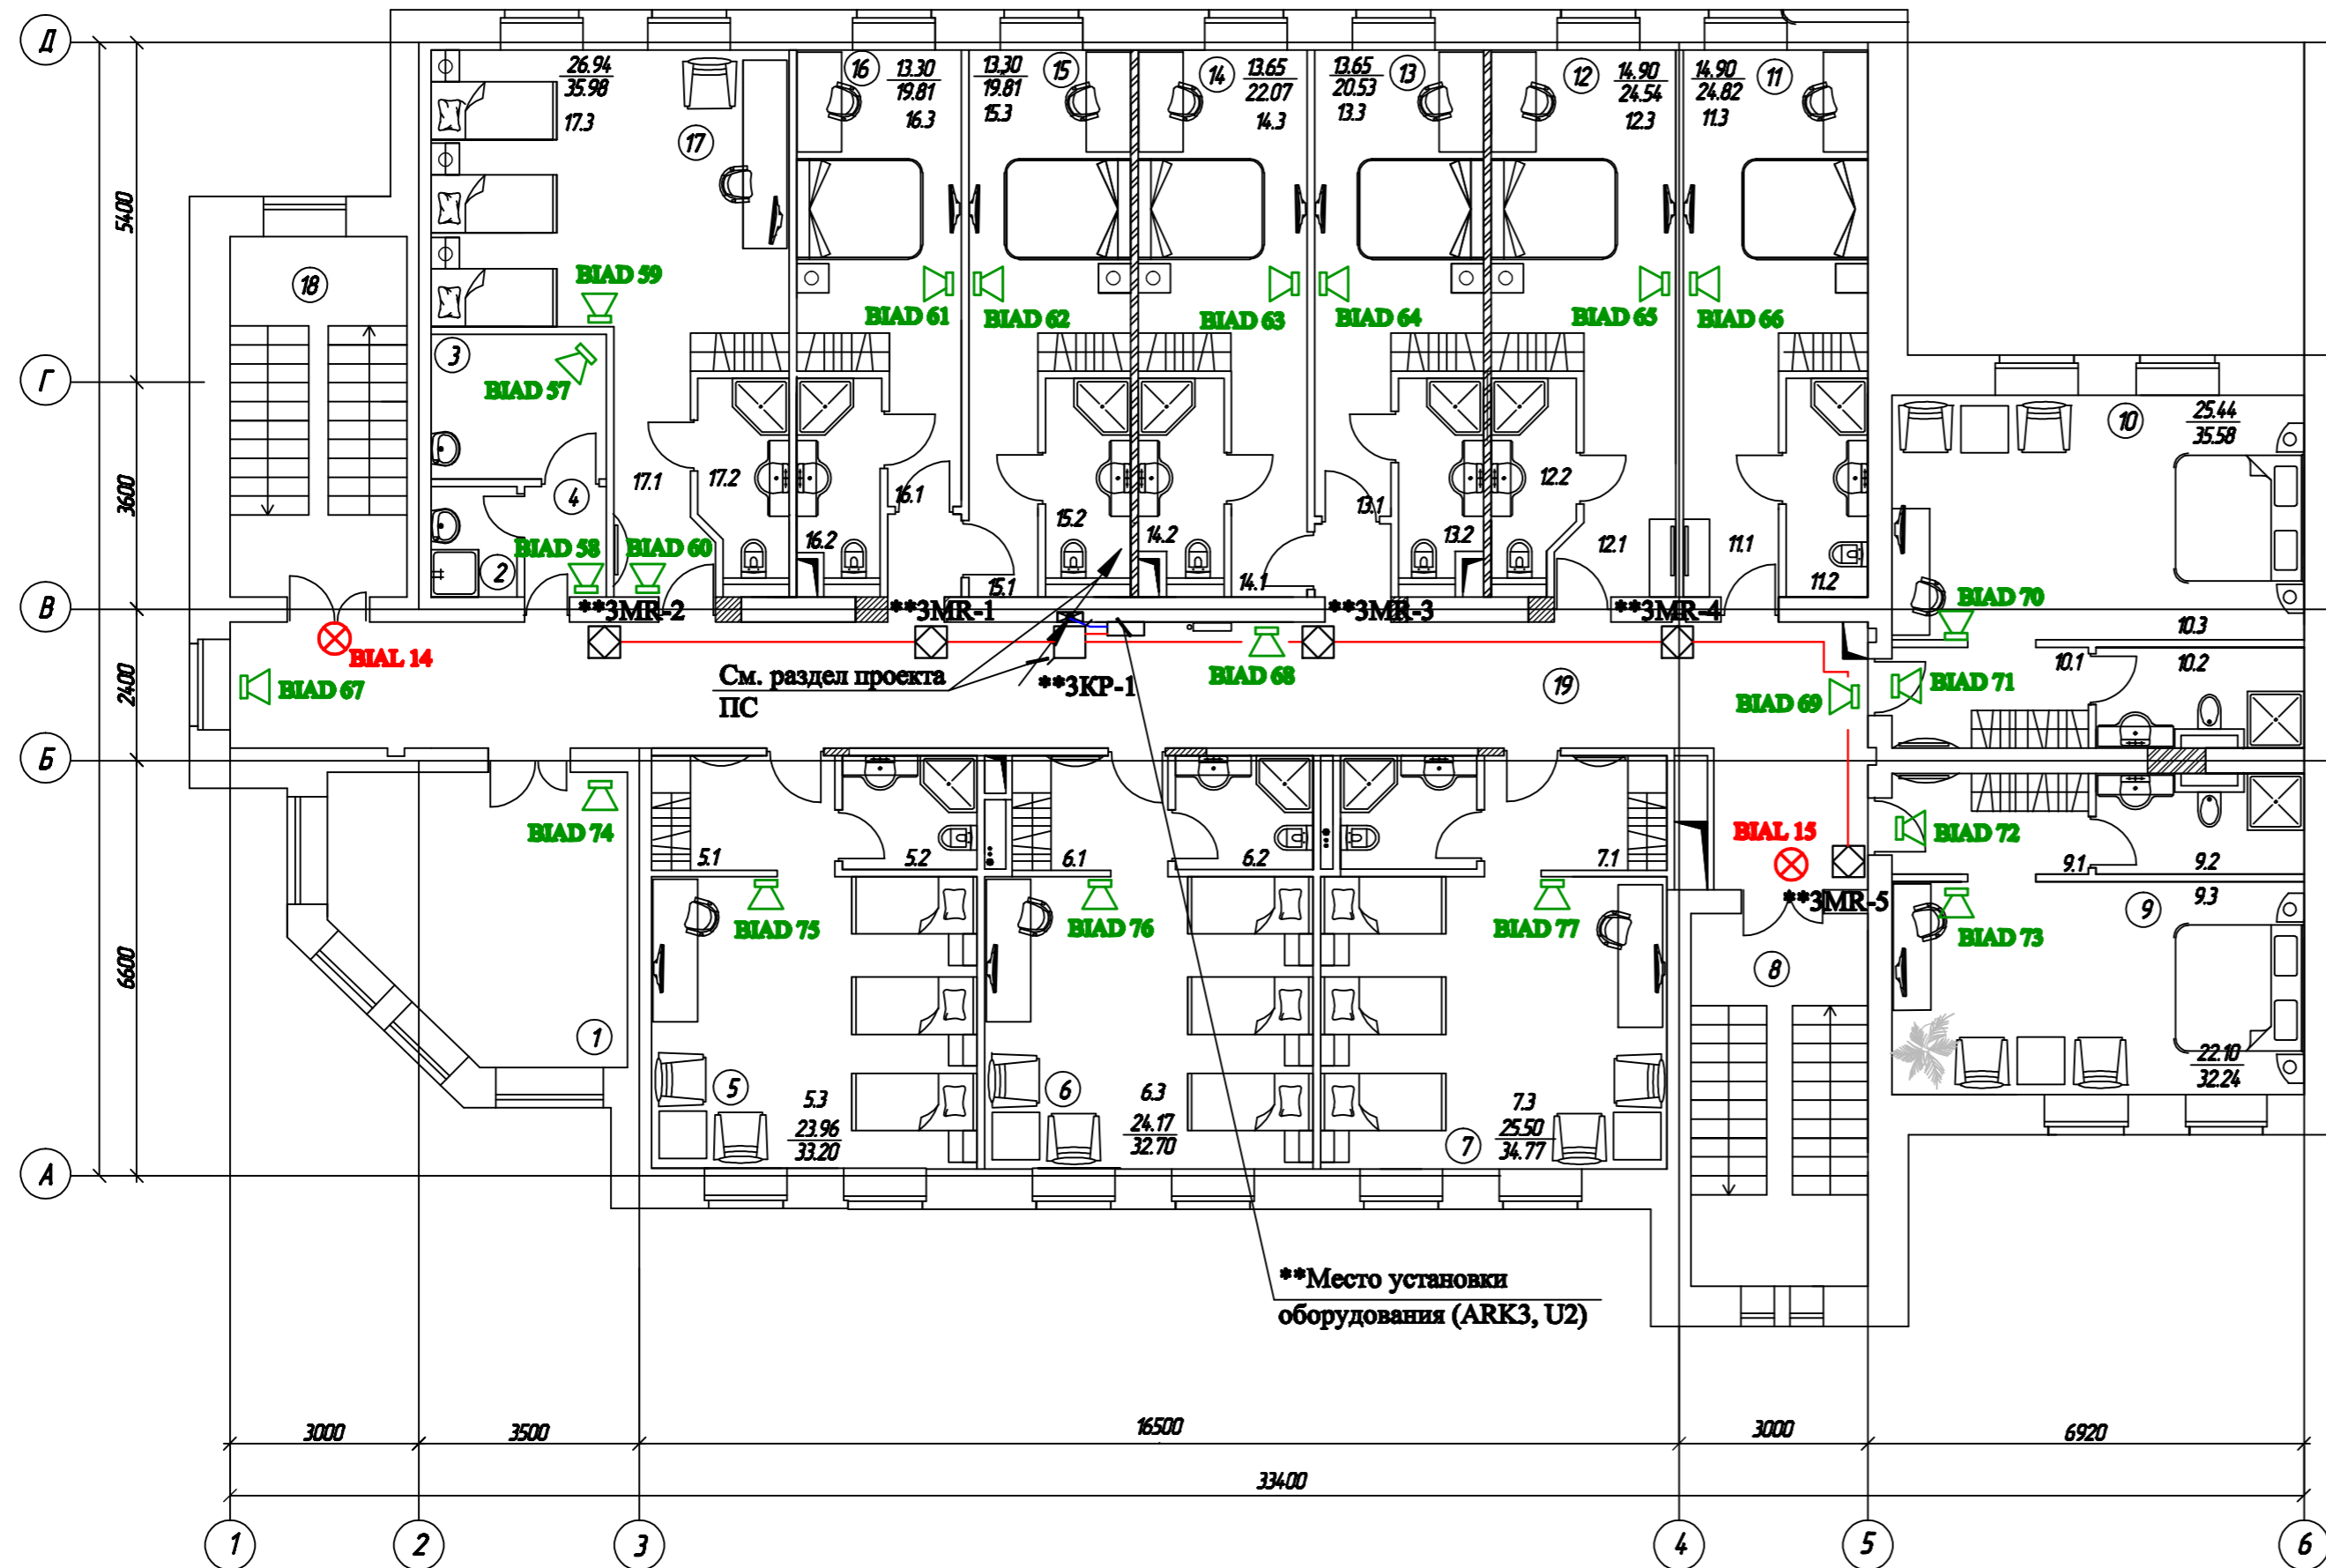 Д
26.94
35.98
17.3
17
16
13.30
19.81
16.3
13.30
19.81
15.3
15
14
13.65
22.07
14.3
13.65
20.53
13.3
13
12
14.90
24.54
12.3
14.90
24.82
11.3
11
5400
18
BIAD 59
BIAD 61
BIAD 62
BIAD 63
BIAD 64
BIAD 65
BIAD 66
3
Г
BIAD 57
10
25.44
35.58
3600
4
17.1
17.2
16.1
15.2
14.2
13.1
13.2
12.2
12.1
11.1
11.2
16.2
15.1
14.1
2
BIAD 58
BIAD 60
В
**3MR-2
**3MR-1
**3MR-3
**3MR-4
BIAD 70
10.3
BIAL 14
2400
BIAD 67
См. раздел проекта
ПС
**3КР-1
BIAD 68
19
BIAD 69
BIAD 71
10.1
10.2
Б
BIAD 74
BIAL 15
BIAD 72
5.1
5.2
6.1
6.2
7.1
9.1
9.2
BIAD 75
BIAD 76
BIAD 77
**3MR-5
9.3
9
BIAD 73
6600
8
1
5
5.3
23.96
33.20
6
6.3
24.17
32.70
7
7.3
25.50
34.77
22.10
32.24
А
**Место установки
оборудования (ARK3, U2)
3000
3500
16500
3000
6920
33400
1
2
3
4
5
6